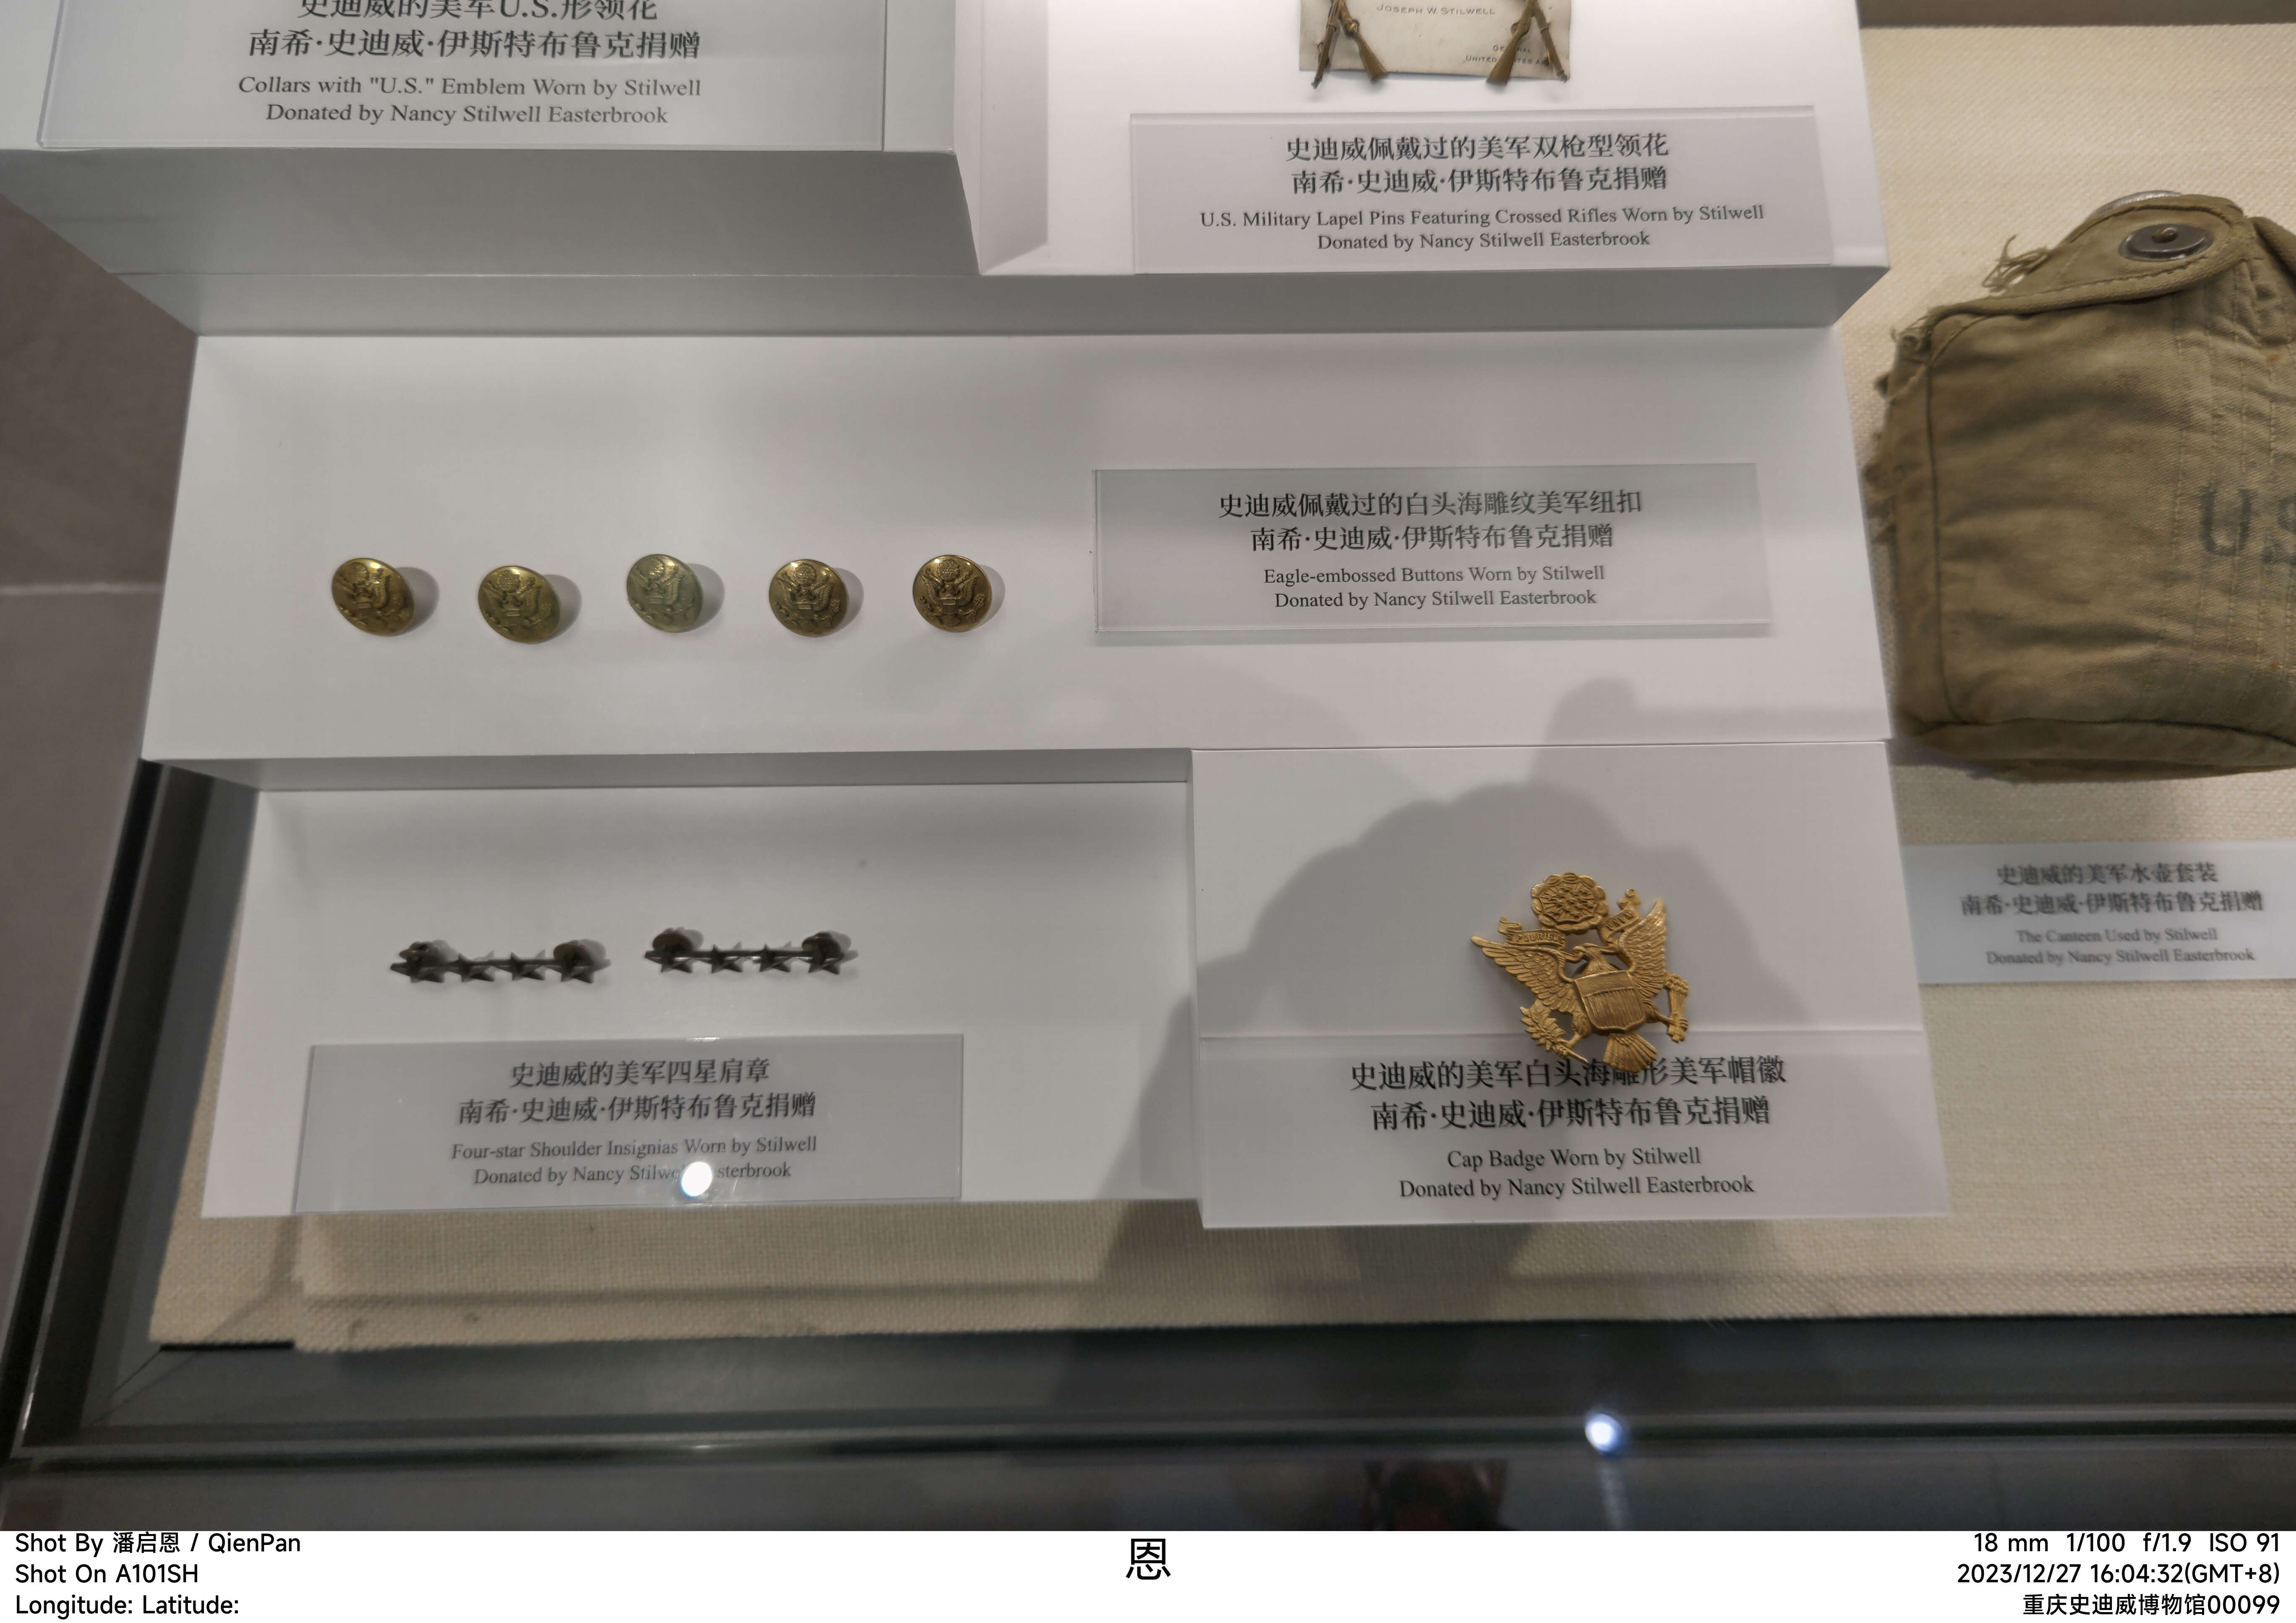 史迪威的美军U.S.形领花
南希·史迪威·伊斯特布鲁克捐赠
Collars with "U.S." Emblem Worn by Stilwell
Donated by Nancy Stilwell Easterbrook
JOSEPH W. STILWELL
UNITED
史迪威佩戴过的美军双枪型领花
南希·史迪威·伊斯特布鲁克捐赠
U.S. Military Lapel Pins Featuring Crossed Rifles Worn by Stilwell
Donated by Nancy Stilwell Easterbrook
史迪威佩戴过的白头海雕纹美军纽扣
南希·史迪威·伊斯特布鲁克捐赠
Eagle-embossed Buttons Worn by Stilwell
Donated by Nancy Stilwell Easterbrook
US
史迪威的美军四星肩章
南希·史迪威·伊斯特布鲁克捐赠
Four-star Shoulder Insignias Worn by Stilwell
Donated by Nancy
史迪威的美军白头海雕形美军帽徽
南希·史迪威·伊斯特布鲁克捐赠
Cap Badge Worn by Stilwell
Donated by Nancy Stilwell Easterbrook
史迪威的美军水壶套装
南希·史迪威·伊斯特布鲁克捐赠
The Canteen Used by Stilwell
Donated by Nancy Stilwell Easterbrook
Shot By 潘启恩 / QienPan
Shot On A101SH
Longitude: Latitude:
恩
18 mm 1/100 f/1.9 ISO 91
2023/12/27 16:04:32(GMT+8)
重庆史迪威博物馆00099